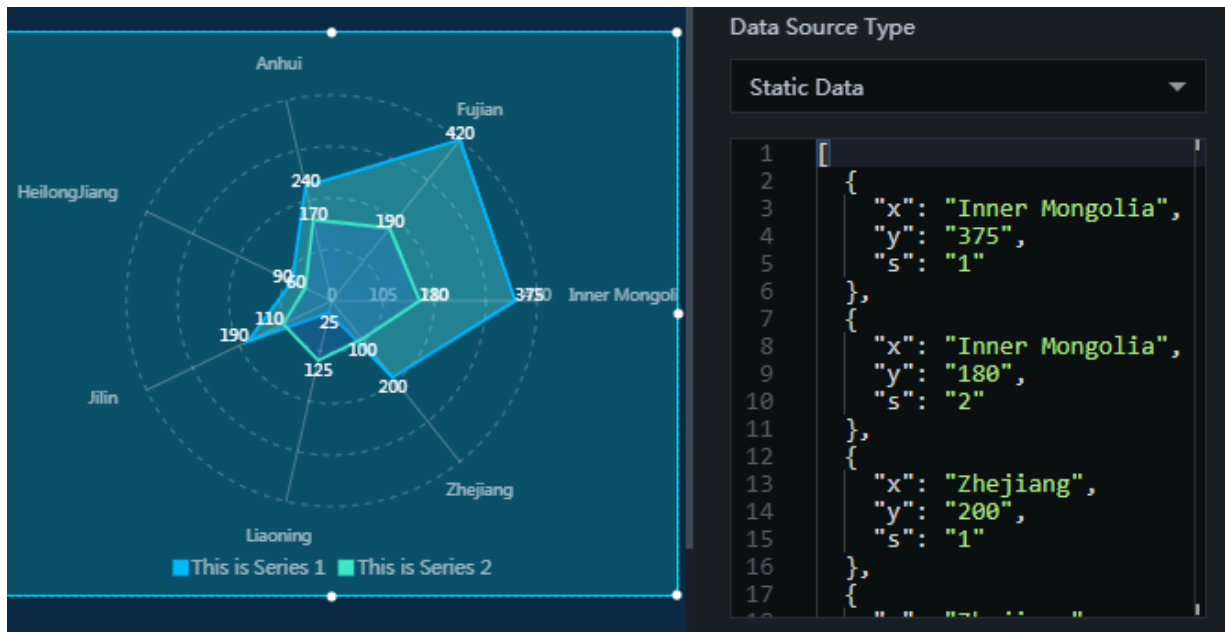 Anhui
Fujian
420
HeilongJiang
240
170
190
90
60
0
105
180
375
Inner Mongoli
190
110
25
100
125
200
Jilin
Zhejiang
Liaoning
This is Series 1
This is Series 2
Data Source Type
Static Data
1 [
2 {
3 "x": "Inner Mongolia",
4 "y": "375",
5 "s": "1"
6 },
7 {
8 "x": "Inner Mongolia",
9 "y": "180",
10 "s": "2"
11 },
12 {
13 "x": "Zhejiang",
14 "y": "200",
15 "s": "1"
16 },
17 {